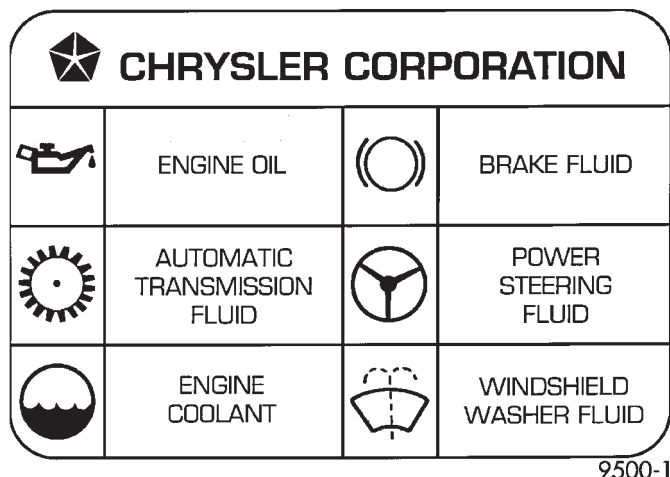 CHRYSLER CORPORATION
ENGINE OIL
BRAKE FLUID
AUTOMATIC
TRANSMISSION
FLUID
POWER
STEERING
FLUID
ENGINE
COOLANT
WINDSHIELD
WASHER FLUID
9500-1